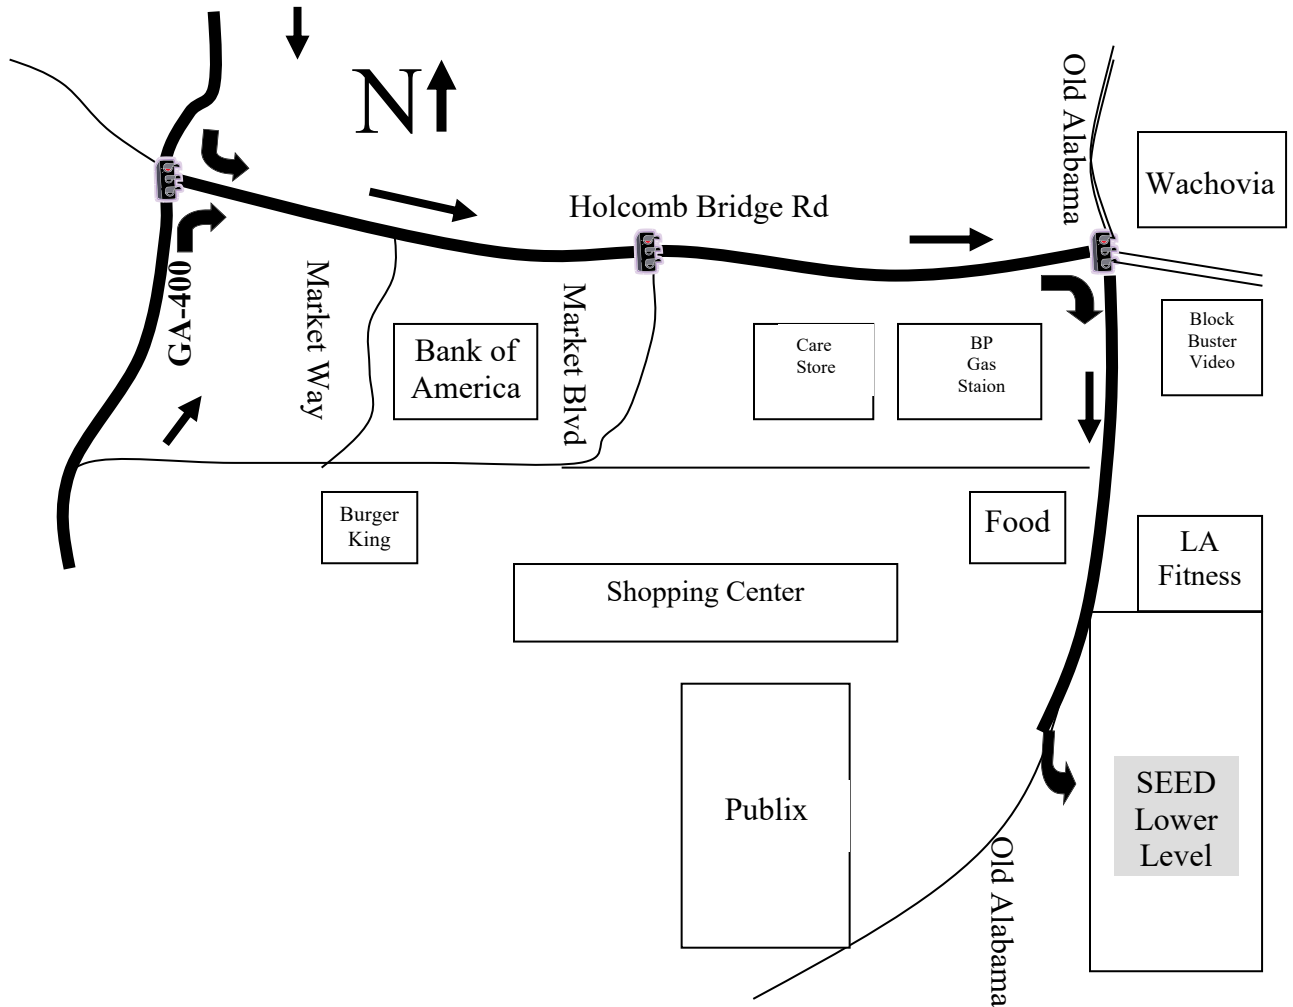 N
Old Alabama
Wachovia
Holcomb Bridge Rd
GA-400
Market Way
Bank of
America
Market Blvd
Care
Store
BP
Gas
Staion
Block
Buster
Video
Burger
King
Food
LA
Fitness
Shopping Center
Publix
SEED
Lower
Level
Old Alabama